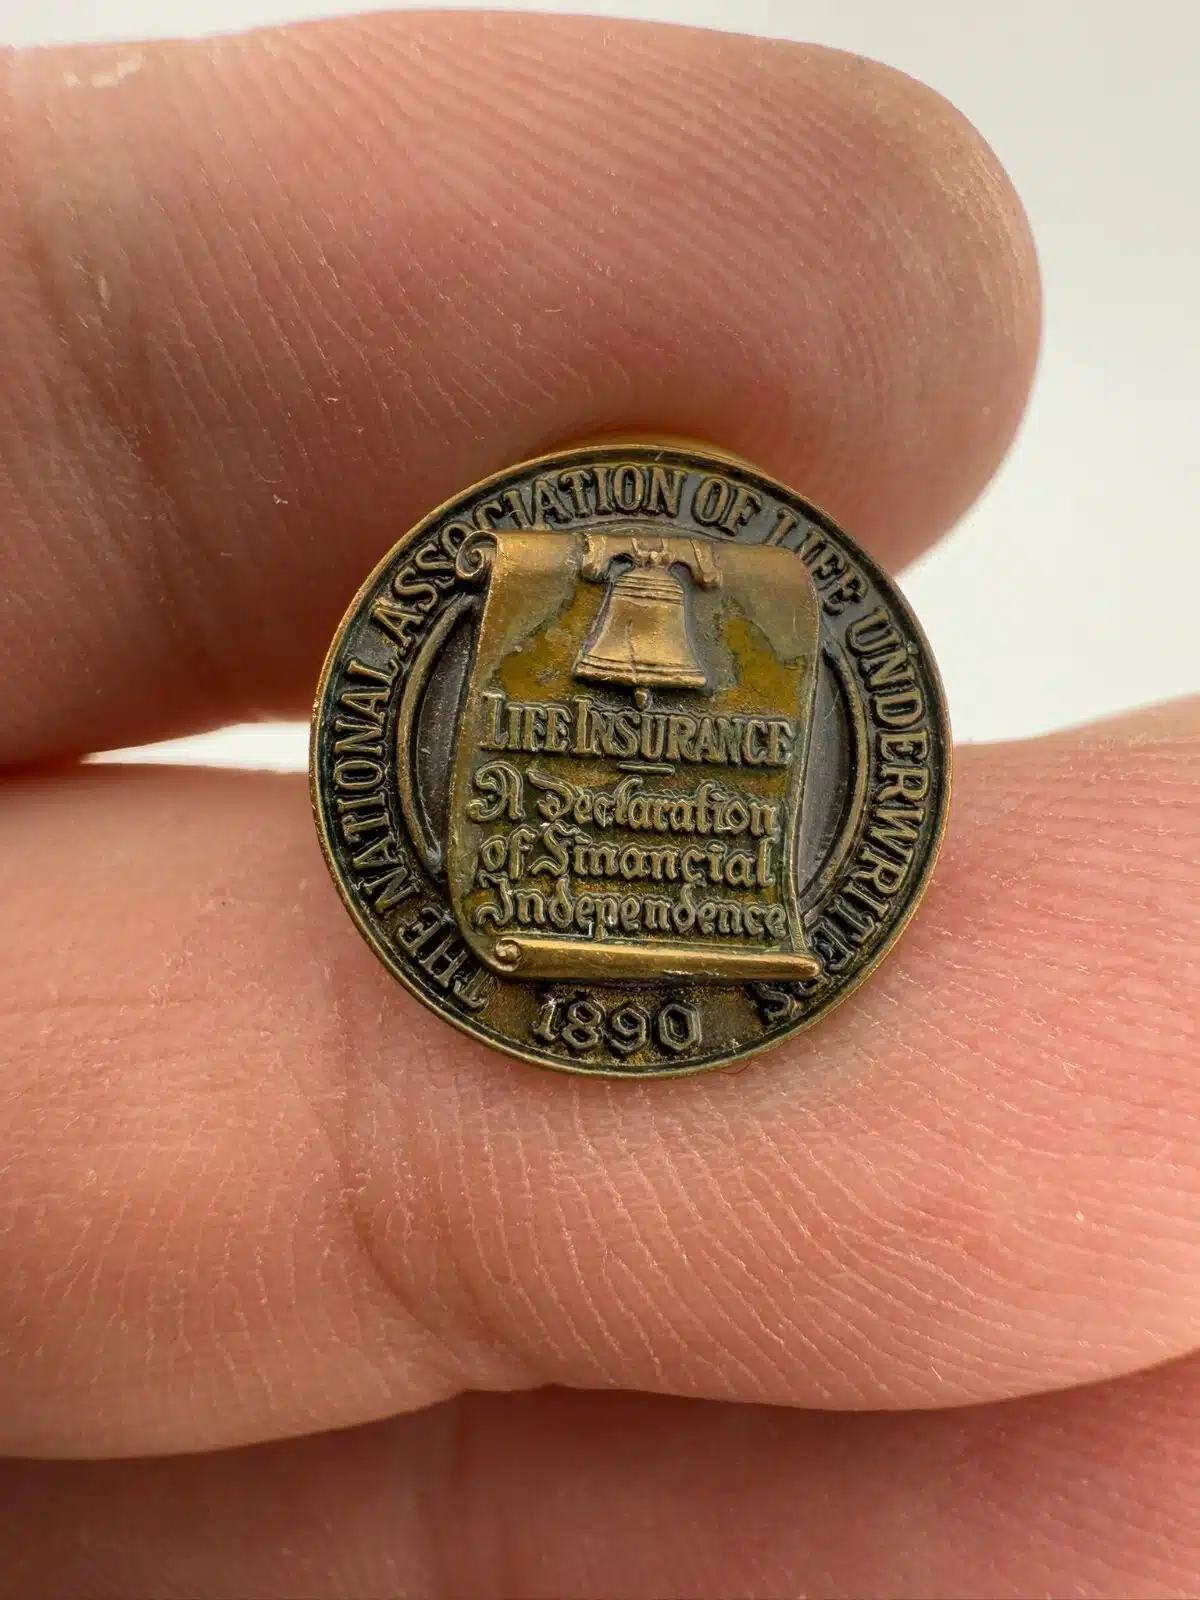 THE NATIONAL ASSOCIATION OF LIFE UNDERWRITERS
LIFE INSURANCE
A Declaration
of Financial
Independence
1890